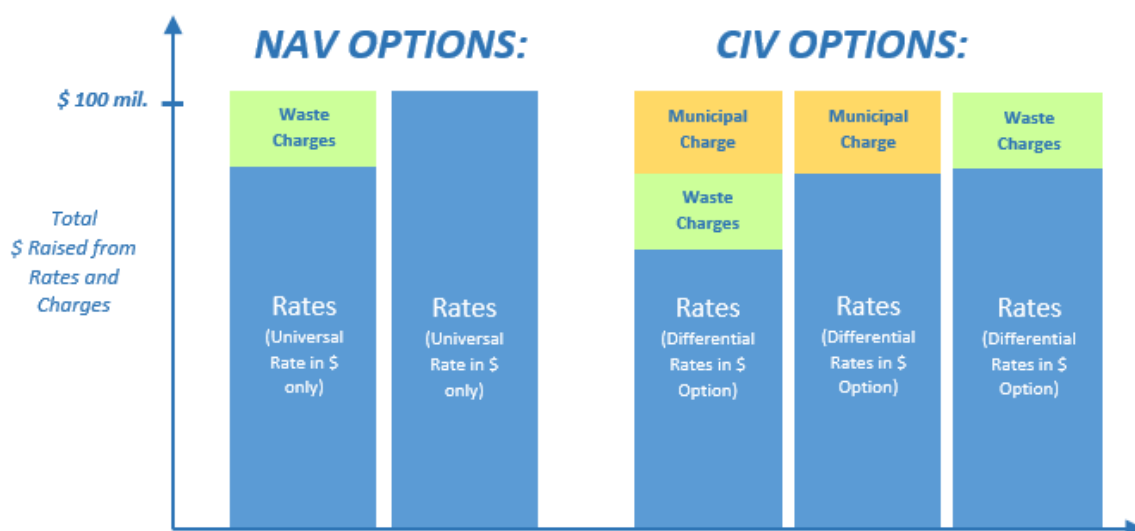 NAV OPTIONS:
CIV OPTIONS:
$ 100 mil.
Total
$ Raised from
Rates and
Charges
Waste
Charges
Rates
(Universal
Rate in $
only)
Rates
(Universal
Rate in $
only)
Municipal
Charge
Waste
Charges
Rates
(Differential
Rates in $
Option)
Municipal
Charge
Rates
(Differential
Rates in $
Option)
Waste
Charges
Rates
(Differential
Rates in $
Option)